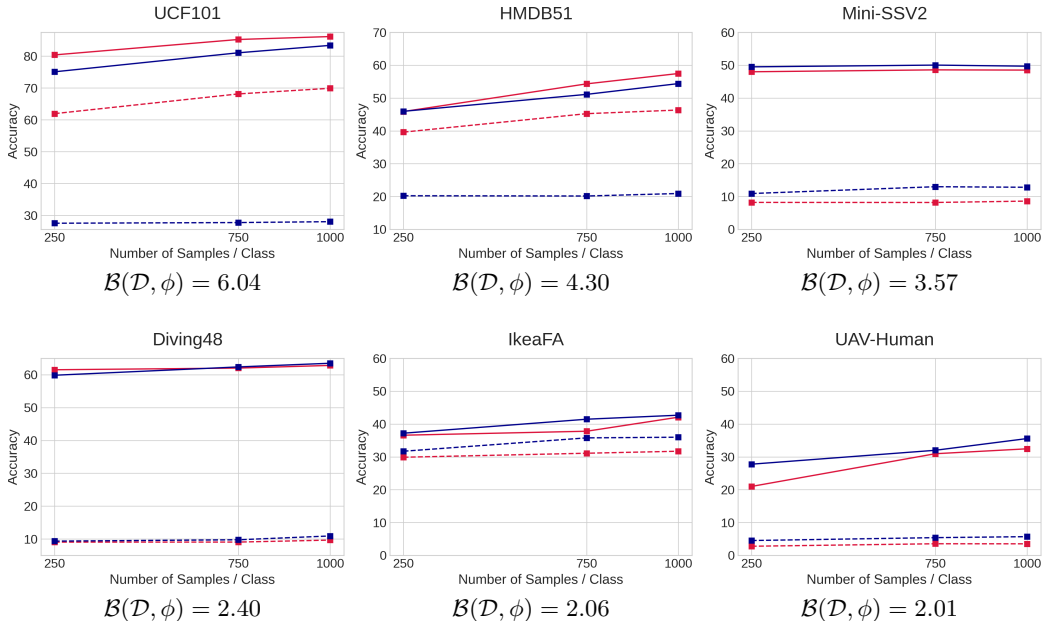 UCF101
80
70
60
50
40
30
Accuracy
250 750 1000
Number of Samples / Class
B(D, ϕ) = 6.04
HMDB51
70
60
50
40
30
20
10
Accuracy
250 750 1000
Number of Samples / Class
B(D, ϕ) = 4.30
Mini-SSV2
60
50
40
30
20
10
0
Accuracy
250 750 1000
Number of Samples / Class
B(D, ϕ) = 3.57
Diving48
60
50
40
30
20
10
Accuracy
250 750 1000
Number of Samples / Class
B(D, ϕ) = 2.40
IkeaFA
60
50
40
30
20
10
0
Accuracy
250 750 1000
Number of Samples / Class
B(D, ϕ) = 2.06
UAV-Human
60
50
40
30
20
10
0
Accuracy
250 750 1000
Number of Samples / Class
B(D, ϕ) = 2.01